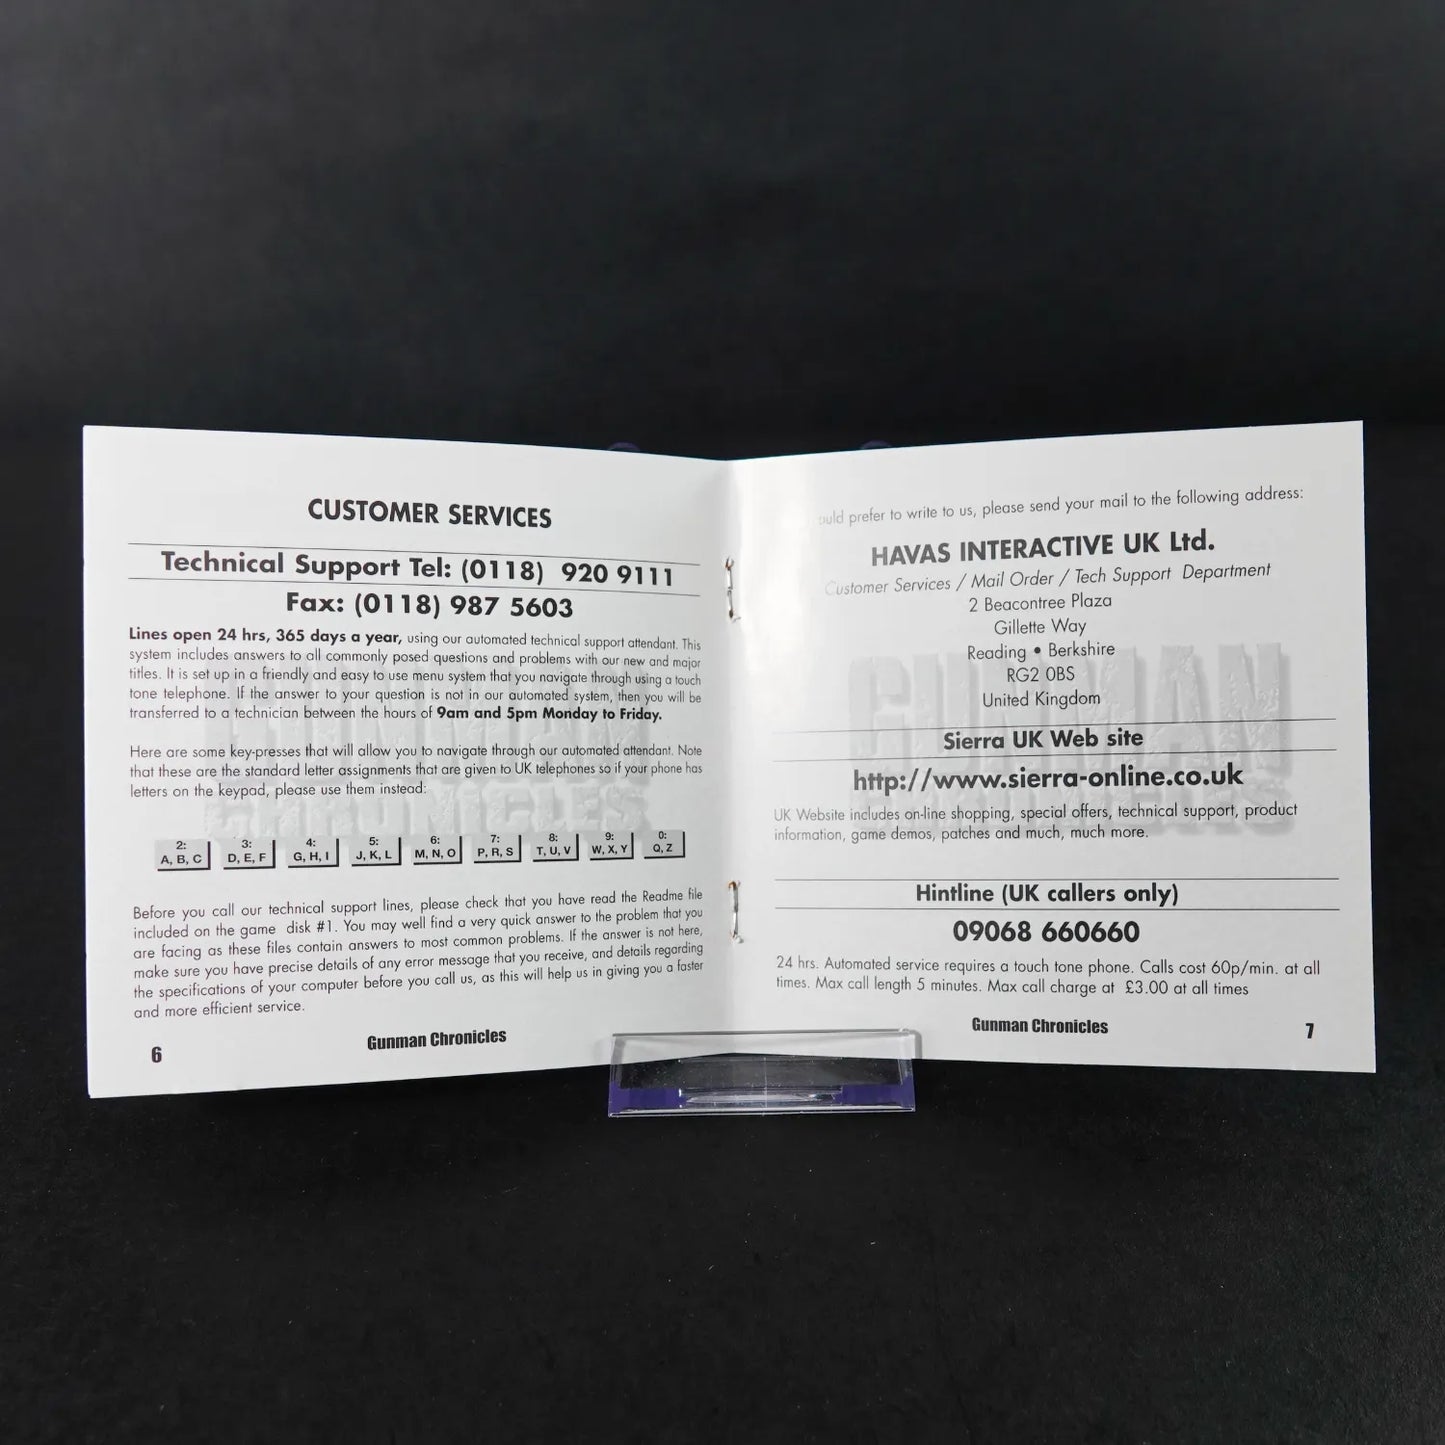 CUSTOMER SERVICES
Technical Support Tel: (0118) 920 9111
Fax: (0118) 987 5603
Lines open 24 hrs, 365 days a year, using our automated technical support attendant. This
system includes answers to all commonly posed questions and problems with our new and major
titles. It is set up in a friendly and easy to use menu system that you navigate through using a touch
tone telephone. If the answer to your question is not in our automated system, then you will be
transferred to a technician between the hours of 9am and 5pm Monday to Friday.
Here are some key-presses that will allow you to navigate through our automated attendant. Note
that these are the standard letter assignments that are given to UK telephones so if your phone has
letters on the keypad, please use them instead:
2: 3: 4: 5: 6: 7: 8: 9: 0:
A, B, C D, E, F G, H, I J, K, L M, N, O P, R, S T, U, V W, X, Y Q, Z
Before you call our technical support lines, please check that you have read the Readme file
included on the game disk #1. You may well find a very quick answer to the problem that you
are facing as these files contain answers to most common problems. If the answer is not here,
make sure you have precise details of any error message that you receive, and details regarding
the specifications of your computer before you call us, as this will help us in giving you a faster
and more efficient service.
6 Gunman Chronicles
GUNMAN
CHRONICLES
prefer to write to us, please send your mail to the following address:
HAVAS INTERACTIVE UK Ltd.
Customer Services / Mail Order / Tech Support Department
2 Beacontree Plaza
Gillette Way
Reading • Berkshire
RG2 0BS
United Kingdom
Sierra UK Web site
http://www.sierra-online.co.uk
UK Website includes on-line shopping, special offers, technical support, product
information, game demos, patches and much, much more.
Hintline (UK callers only)
09068 660660
24 hrs. Automated service requires a touch tone phone. Calls cost 60p/min. at all
times. Max call length 5 minutes. Max call charge at £3.00 at all times
Gunman Chronicles 7
GUNMAN